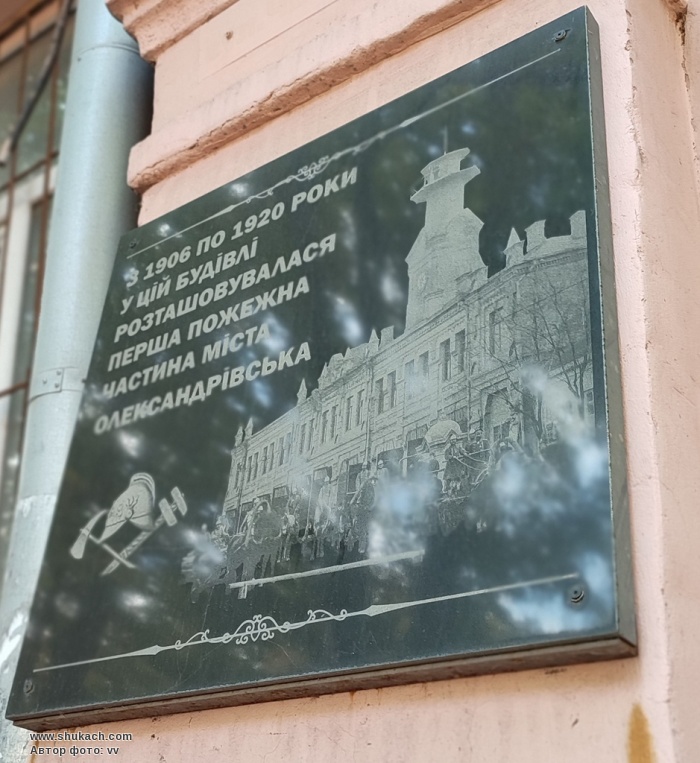 З 1906 ПО 1920 РОКИ
У ЦІЙ БУДІВЛІ
РОЗТАШОВУВАЛАСЯ
ПЕРША ПОЖЕЖНА
ЧАСТИНА МІСТА
ОЛЕКСАНДРІВСЬКА
www.shukach.com
Автор фото: vv